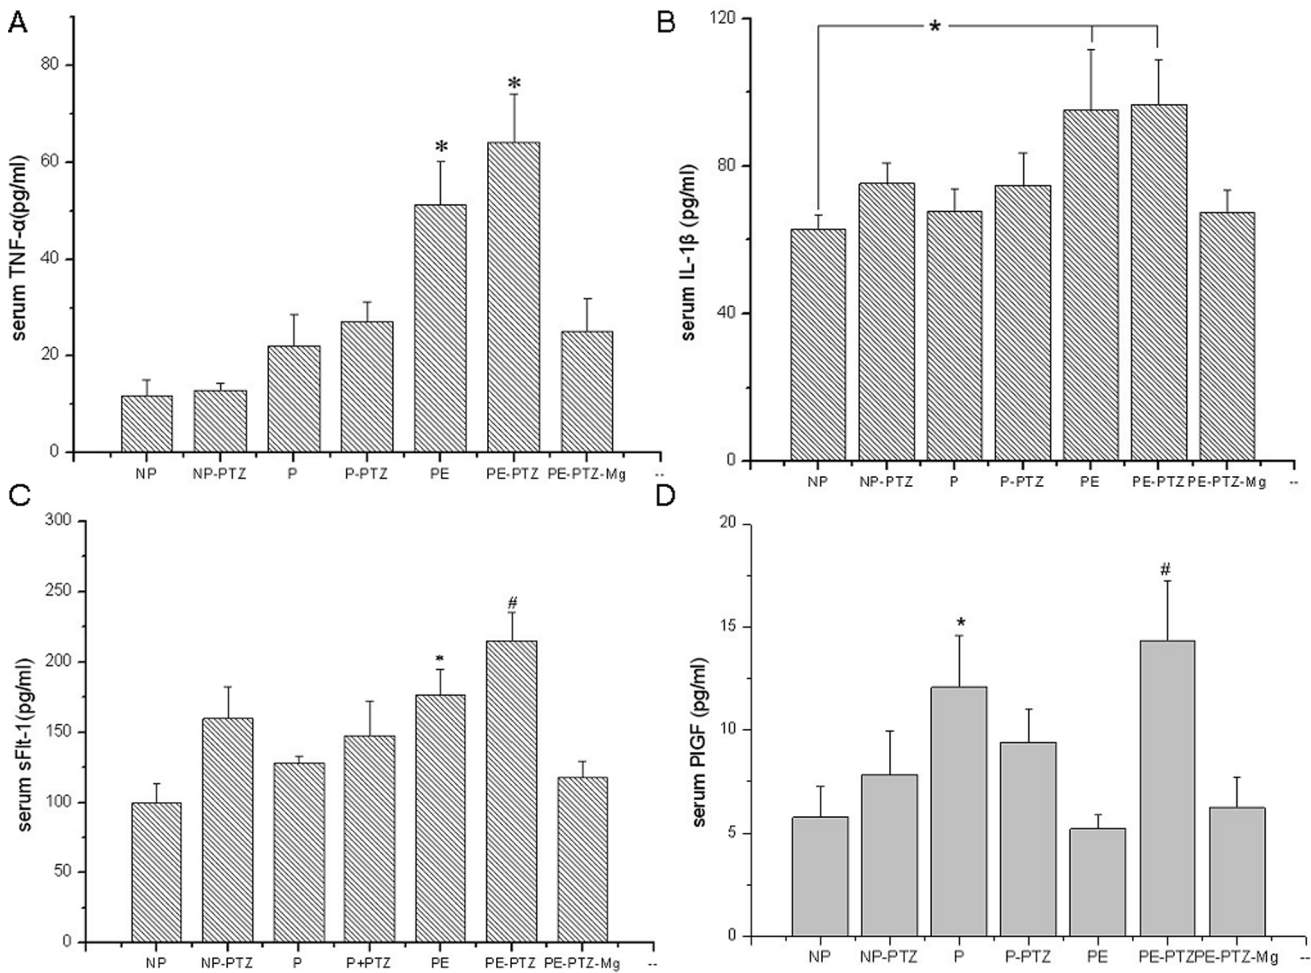 A
serum TNF-α(pg/ml)
80
60
40
20
0
*
*
NP NP-PTZ P P-PTZ PE PE-PTZ PE-PTZ-Mg --
B
serum IL-1β (pg/ml)
120
80
40
0
*
NP NP-PTZ P P-PTZ PE PE-PTZ PE-PTZ-Mg --
C
serum sFlt-1(pg/ml)
300
250
200
150
100
50
0
*
#
NP NP-PTZ P P+PTZ PE PE-PTZ PE-PTZ-Mg --
D
serum PlGF (pg/ml)
20
15
10
5
0
*
#
NP NP-PTZ P P-PTZ PE PE-PTZ PE-PTZ-Mg --